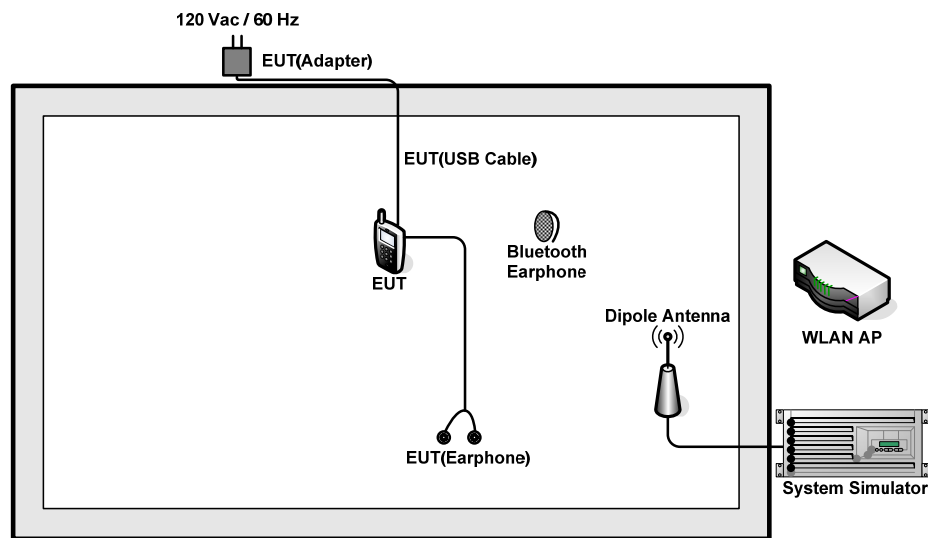 120 Vac / 60 Hz
EUT(Adapter)
EUT(USB Cable)
Bluetooth
Earphone
EUT
Dipole Antenna
WLAN AP
EUT(Earphone)
System Simulator